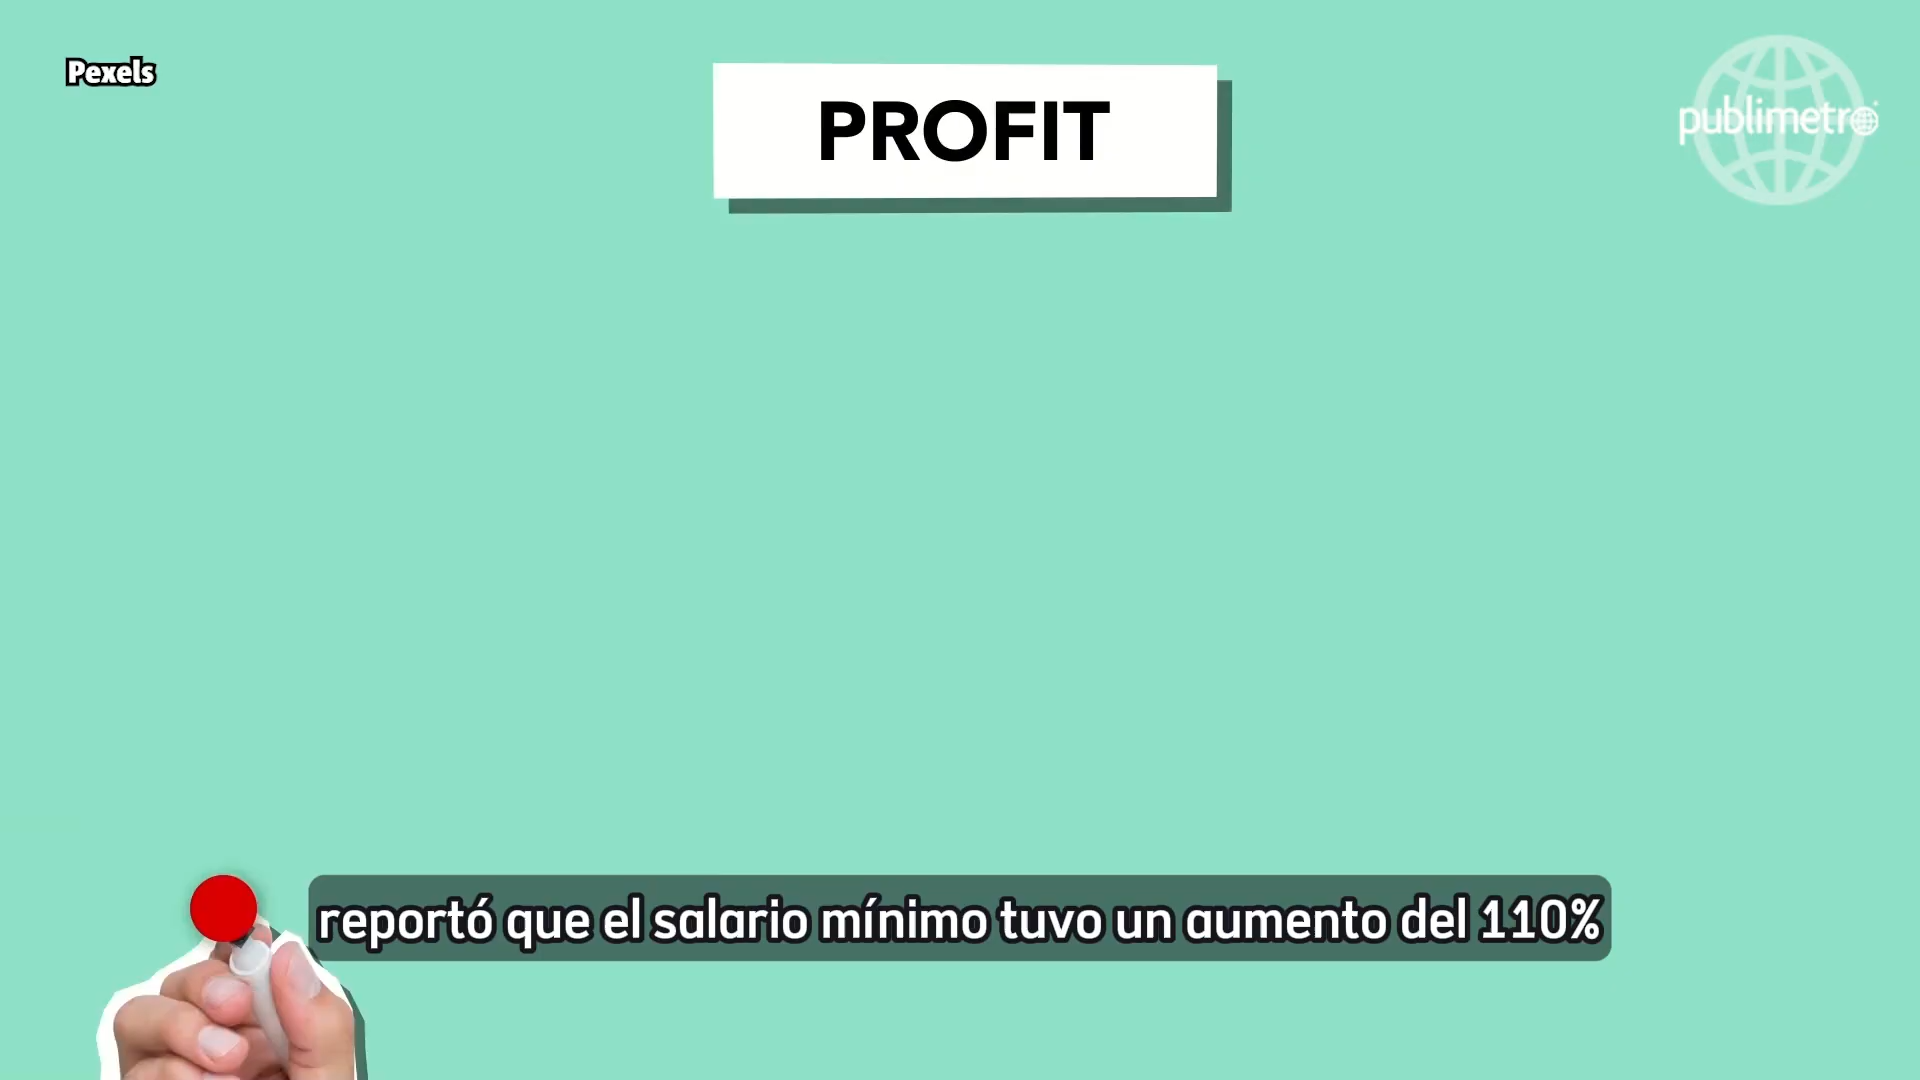 Pexels
PROFIT
publimetro
reportó que el salario mínimo tuvo un aumento del 110%